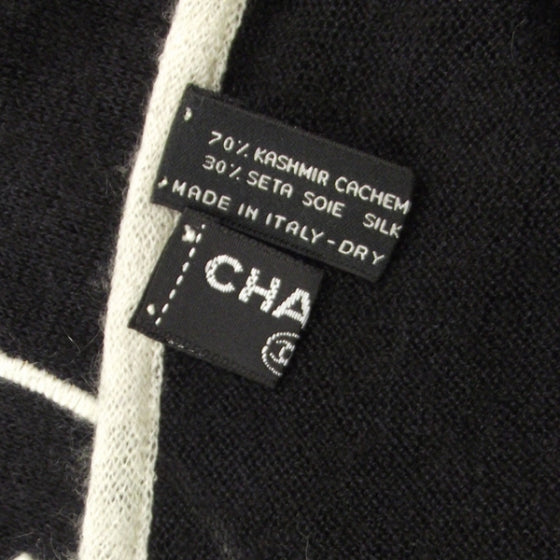 70% KASHMIR CACHEM
30% SETA SOIE SILK
MADE IN ITALY-DRY
CHA